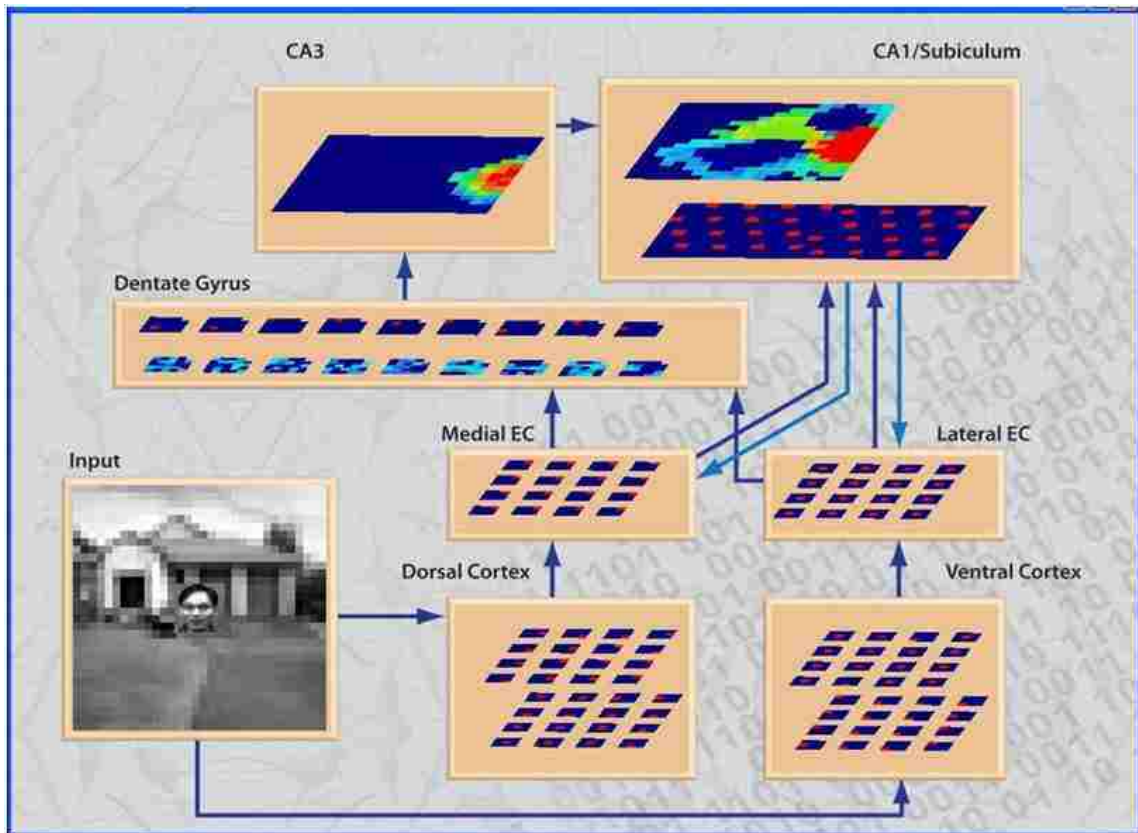 CA3
CA1/Subiculum
Dentate Gyrus
Medial EC
Lateral EC
Input
Dorsal Cortex
Ventral Cortex